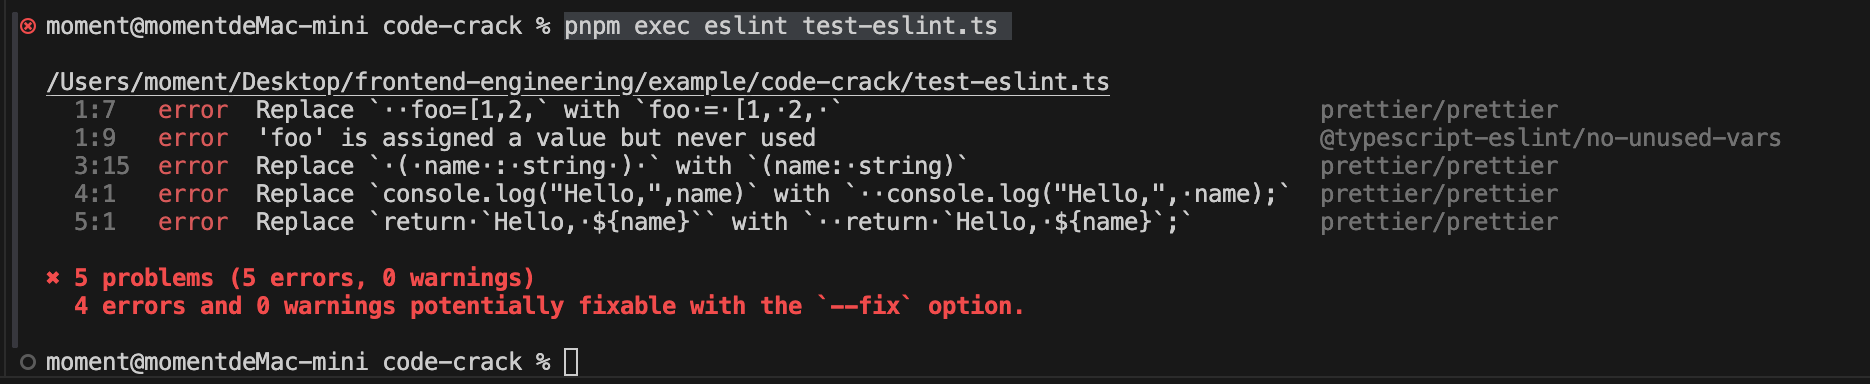 moment@momentdeMac-mini code-crack % pnpm exec eslint test-eslint.ts
/Users/moment/Desktop/frontend-engineering/example/code-crack/test-eslint.ts
1:7 error Replace `··foo=[1,2,` with `foo·=·[1,·2,·` prettier/prettier
1:9 error 'foo' is assigned a value but never used @typescript-eslint/no-unused-vars
3:15 error Replace `·(·name·:·string·)·` with `(name:·string)` prettier/prettier
4:1 error Replace `console.log("Hello,",name)` with `··console.log("Hello,",·name);` prettier/prettier
5:1 error Replace `return·`Hello,·${name}`` with `··return·`Hello,·${name}`;` prettier/prettier
✖ 5 problems (5 errors, 0 warnings)
4 errors and 0 warnings potentially fixable with the `--fix` option.
moment@momentdeMac-mini code-crack %